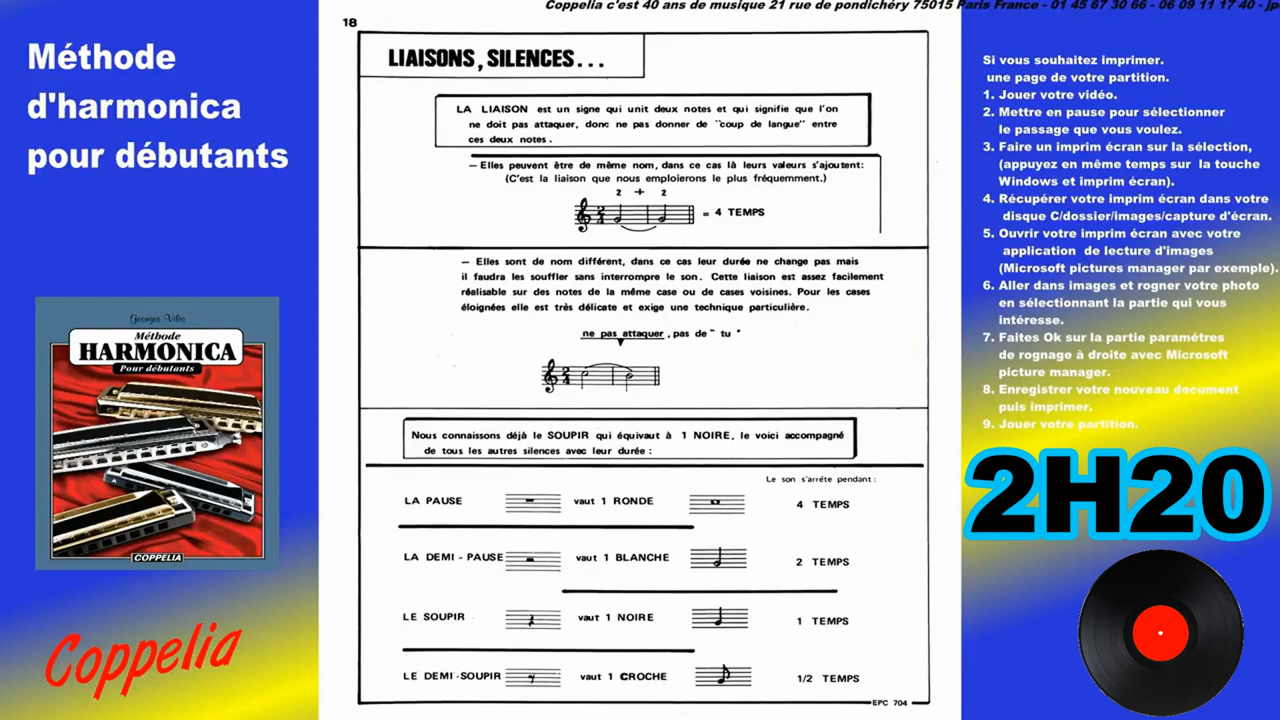 Coppelia c'est 40 ans de musique 21 rue de pondichéry 75015 Paris France - 01 45 67 30 66 - 06 09 11 17 40 - jp
Méthode
d'harmonica
pour débutants
Georges Viléo
Méthode
HARMONICA
Pour débutants
COPPELIA
Coppelia
18
LIAISONS, SILENCES...
LA LIAISON est un signe qui unit deux notes et qui signifie que l'on
ne doit pas attaquer, donc ne pas donner de "coup de langue" entre
ces deux notes.
— Elles peuvent être de même nom, dans ce cas là leurs valeurs s'ajoutent:
(C'est la liaison que nous emploierons le plus fréquemment.)
2 + 2
2
4
= 4 TEMPS
— Elles sont de nom différent, dans ce cas leur durée ne change pas mais
il faudra les souffler sans interrompre le son. Cette liaison est assez facilement
réalisable sur des notes de la même case ou de cases voisines. Pour les cases
éloignées elle est très délicate et exige une technique particulière.
ne pas attaquer, pas de " tu "
2
4
Nous connaissons déjà le SOUPIR qui équivaut à 1 NOIRE, le voici accompagné
de tous les autres silences avec leur durée :
Le son s'arrête pendant :
LA PAUSE vaut 1 RONDE 4 TEMPS
LA DEMI-PAUSE vaut 1 BLANCHE 2 TEMPS
LE SOUPIR vaut 1 NOIRE 1 TEMPS
LE DEMI-SOUPIR vaut 1 CROCHE 1/2 TEMPS
EPC 704
Si vous souhaitez imprimer.
une page de votre partition.
1. Jouer votre vidéo.
2. Mettre en pause pour sélectionner
le passage que vous voulez.
3. Faire un imprim écran sur la sélection,
(appuyez en même temps sur la touche
Windows et imprim écran).
4. Récupérer votre imprim écran dans votre
disque C/dossier/images/capture d'écran.
5. Ouvrir votre imprim écran avec votre
application de lecture d'images
(Microsoft pictures manager par exemple).
6. Aller dans images et rogner votre photo
en sélectionnant la partie qui vous
intéresse.
7. Faites Ok sur la partie paramétres
de rognage à droite avec Microsoft
picture manager.
8. Enregistrer votre nouveau document
puis imprimer.
9. Jouer votre partition.
2H20